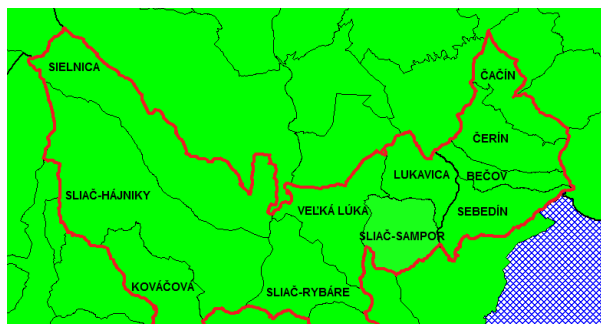 SIELNICA
ČAČÍN
ČERÍN
LUKAVICA
BEČOV
SLIAČ-HÁJNIKY
VEĽKÁ LÚKA
SEBEDÍN
SLIAČ-SAMPOR
KOVÁČOVÁ
SLIAČ-RYBÁRE